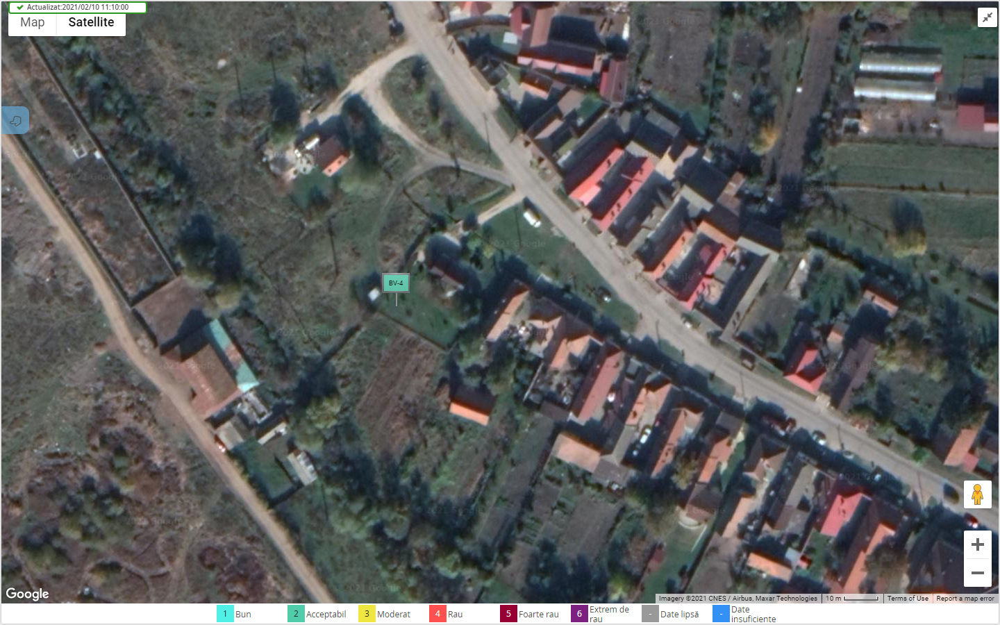 Actualizat:2021/02/10 11:10:00
Map
Satellite
BV-4
Google
Imagery ©2021 CNES / Airbus, Maxar Technologies
10 m
Terms of Use
Report a map error
1 Bun
2 Acceptabil
3 Moderat
4 Rau
5 Foarte rau
6 Extrem de
rau
- Date lipsă
- Date
insuficiente